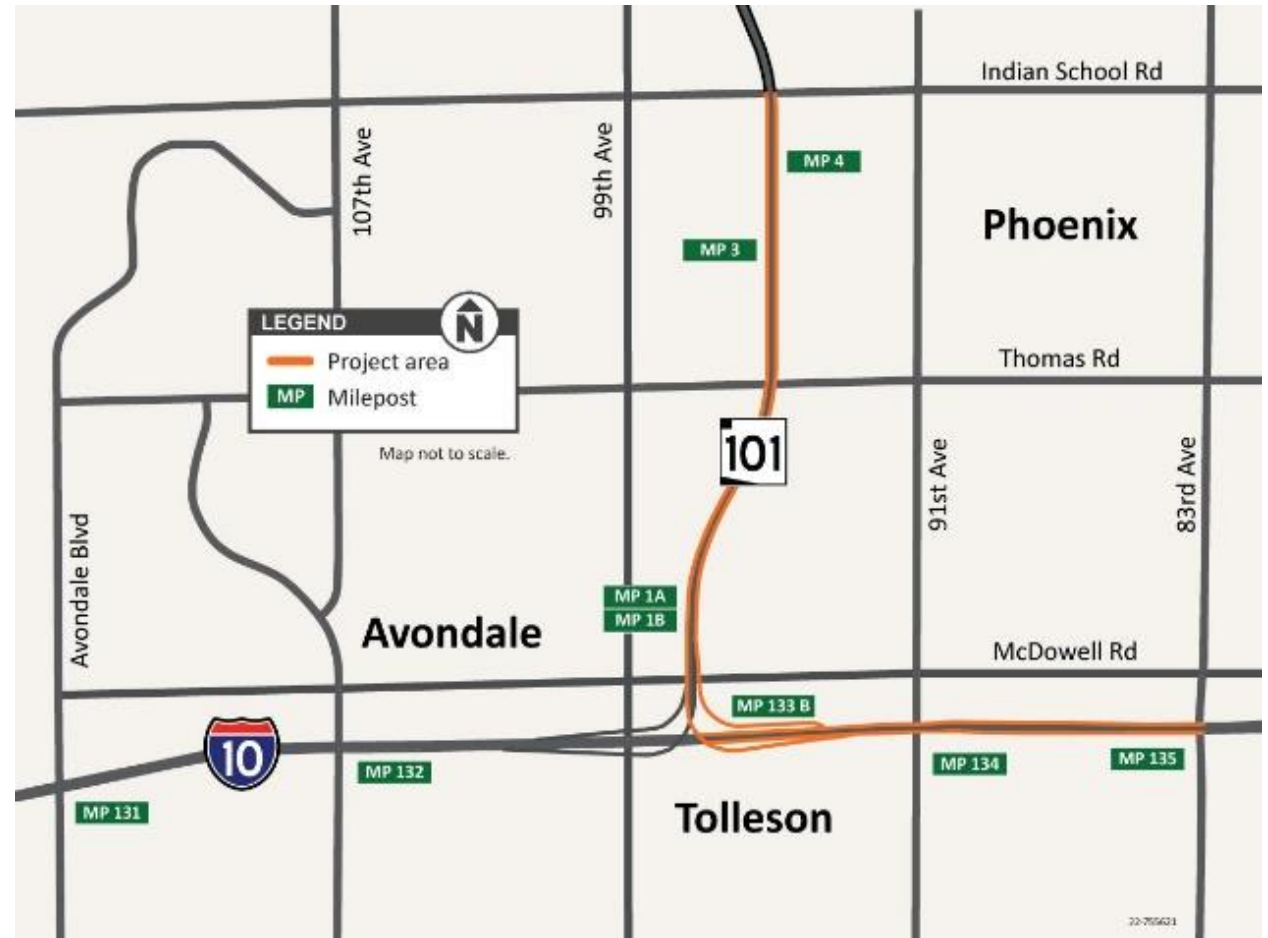 Indian School Rd
107th Ave
99th Ave
MP 4
Phoenix
MP 3
LEGEND
N
Project area
MP Milepost
Thomas Rd
Map not to scale.
101
91st Ave
83rd Ave
Avondale Blvd
MP 1A
MP 1B
Avondale
McDowell Rd
MP 133 B
10
MP 132
MP 134
MP 135
MP 131
Tolleson
22-755621